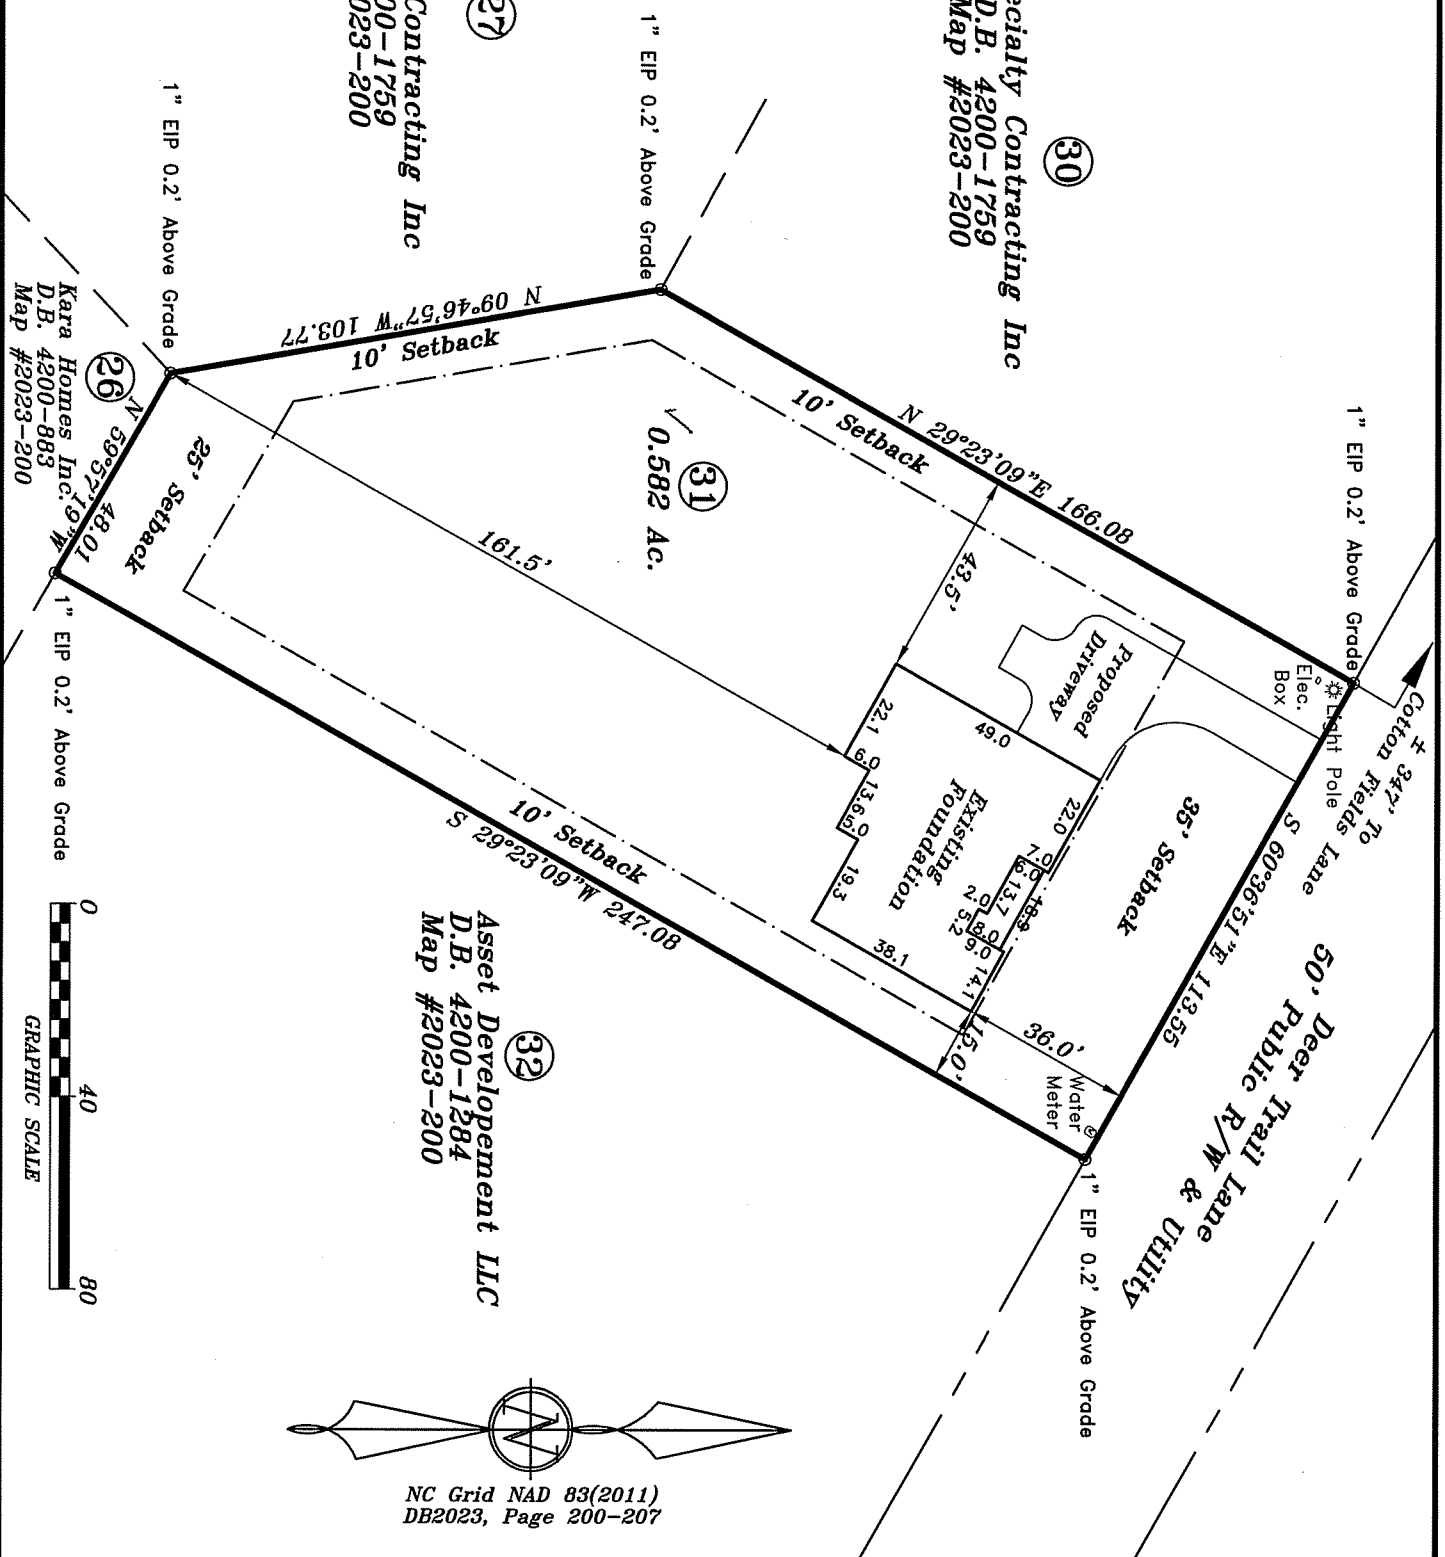 30
ecialty Contracting Inc
D.B. 4200-1759
Map #2023-200
27
Contracting Inc
00-1759
023-200
1" EIP 0.2' Above Grade
1" EIP 0.2' Above Grade
1" EIP 0.2' Above Grade
1" EIP 0.2' Above Grade
1" EIP 0.2' Above Grade
N 09°46'57"W 103.77
10' Setback
N 29°23'09"E 166.08
10' Setback
31
0.582 Ac.
26
Kara Homes Inc.
D.B. 4200-883
Map #2023-200
N 59°57'19"W
48.01
25' Setback
161.5'
43.5'
Proposed
Driveway
Elec.
Box
Light Pole
± 347' To
Cotton Fields Lane
S 60°36'51"E 113.55
35' Setback
Deer Trail Lane
50' Public R/W & Utility
Existing
Foundation
22.1
6.0
13.6
5.0
19.3
38.1
49.0
22.0
7.0
6.0
13.7
18.9
2.0
5.2
8.0
9.0
14.1
15.0'
36.0'
Water
Meter
10' Setback
S 29°23'09"W 247.08
32
Asset Developement LLC
D.B. 4200-1284
Map #2023-200
0 40 80
GRAPHIC SCALE
N
NC Grid NAD 83(2011)
DB2023, Page 200-207